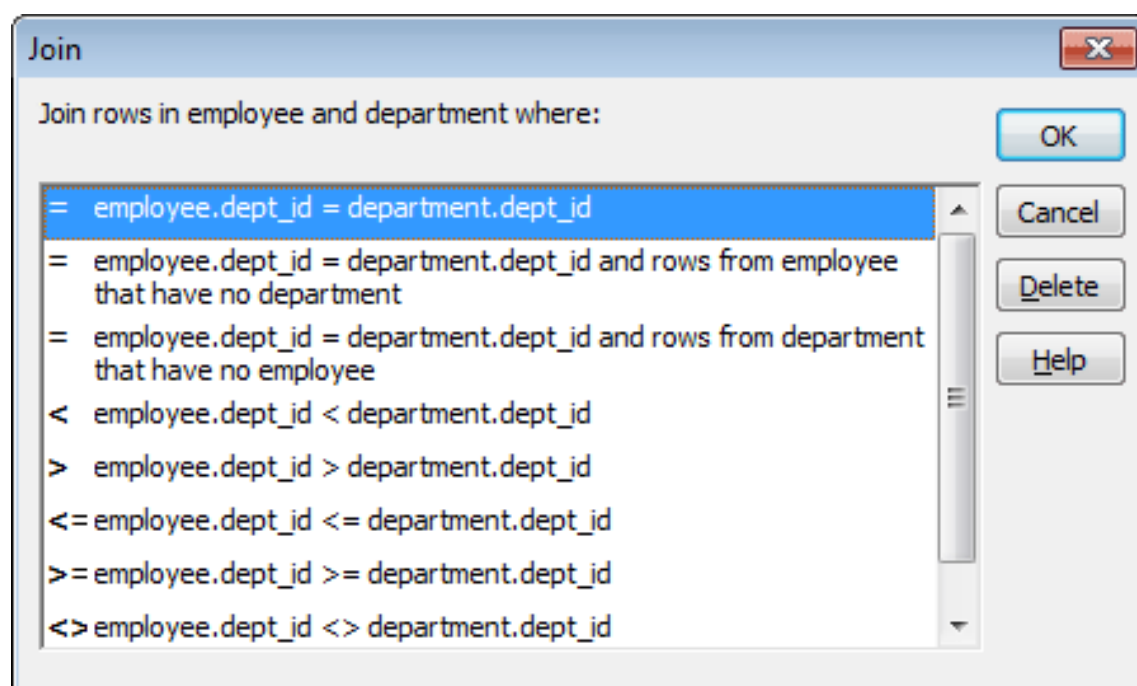 Join
Join rows in employee and department where:
= employee.dept_id = department.dept_id
= employee.dept_id = department.dept_id and rows from employee
that have no department
= employee.dept_id = department.dept_id and rows from department
that have no employee
< employee.dept_id < department.dept_id
> employee.dept_id > department.dept_id
<= employee.dept_id <= department.dept_id
>= employee.dept_id >= department.dept_id
<> employee.dept_id <> department.dept_id
OK
Cancel
Delete
Help